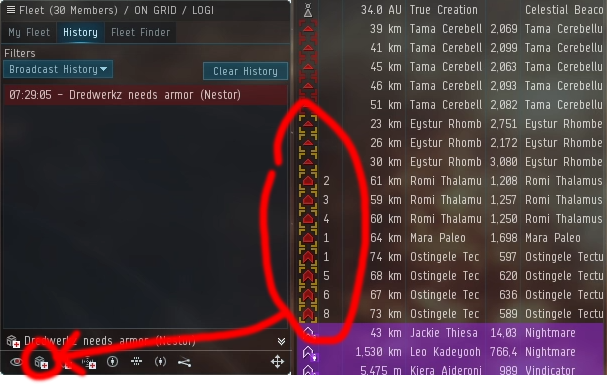 Fleet (30 Members) / ON GRID / LOGI
My Fleet History Fleet Finder
Filters
Broadcast History
Clear History
07:29:05 - Dredwerkz needs armor (Nestor)
Dredwerkz needs armor (Nestor)
34.0 AU True Creation Celestial Beaco
39 km Tama Cerebell 2,069 Tama Cerebellu
41 km Tama Cerebell 2,099 Tama Cerebellu
45 km Tama Cerebell 2,063 Tama Cerebellu
46 km Tama Cerebell 2,093 Tama Cerebellu
51 km Tama Cerebell 2,082 Tama Cerebellu
23 km Eystur Rhomb 2,751 Eystur Rhombe
26 km Eystur Rhomb 2,172 Eystur Rhombe
30 km Eystur Rhomb 3,080 Eystur Rhombe
2 61 km Romi Thalamu 1,208 Romi Thalamus
3 59 km Romi Thalamu 1,257 Romi Thalamus
4 60 km Romi Thalamu 1,250 Romi Thalamus
1 64 km Mara Paleo 1,698 Mara Paleo
1 74 km Ostingele Tec 597 Ostingele Tectu
5 68 km Ostingele Tec 620 Ostingele Tectu
6 67 km Ostingele Tec 636 Ostingele Tectu
8 73 km Ostingele Tec 589 Ostingele Tectu
43 km Jackie Thiesa 14,03 Nightmare
1,530 km Leo Kadeyooh 766,4 Nightmare
5,475 m Kiera Aideroni 989 Vindicator